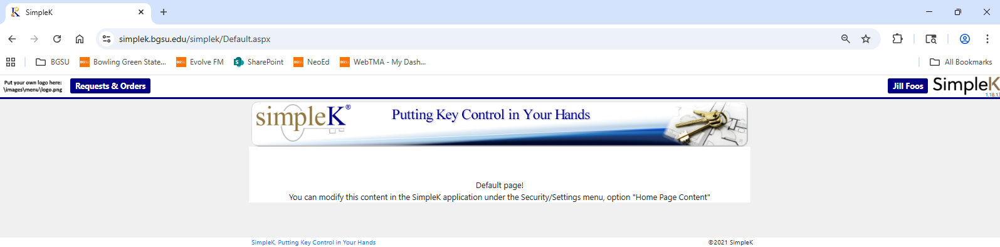 SimpleK
simplek.bgsu.edu/simplek/Default.aspx
BGSU
Bowling Green State...
Evolve FM
SharePoint
NeoEd
WebTMA - My Dash...
All Bookmarks
Put your own logo here:
\images\menu\logo.png
Requests & Orders
Jill Foos
SimpleK
1.18.13
simpleK®
Putting Key Control in Your Hands
Default page!
You can modify this content in the SimpleK application under the Security/Settings menu, option "Home Page Content"
SimpleK, Putting Key Control in Your Hands
©2021 SimpleK